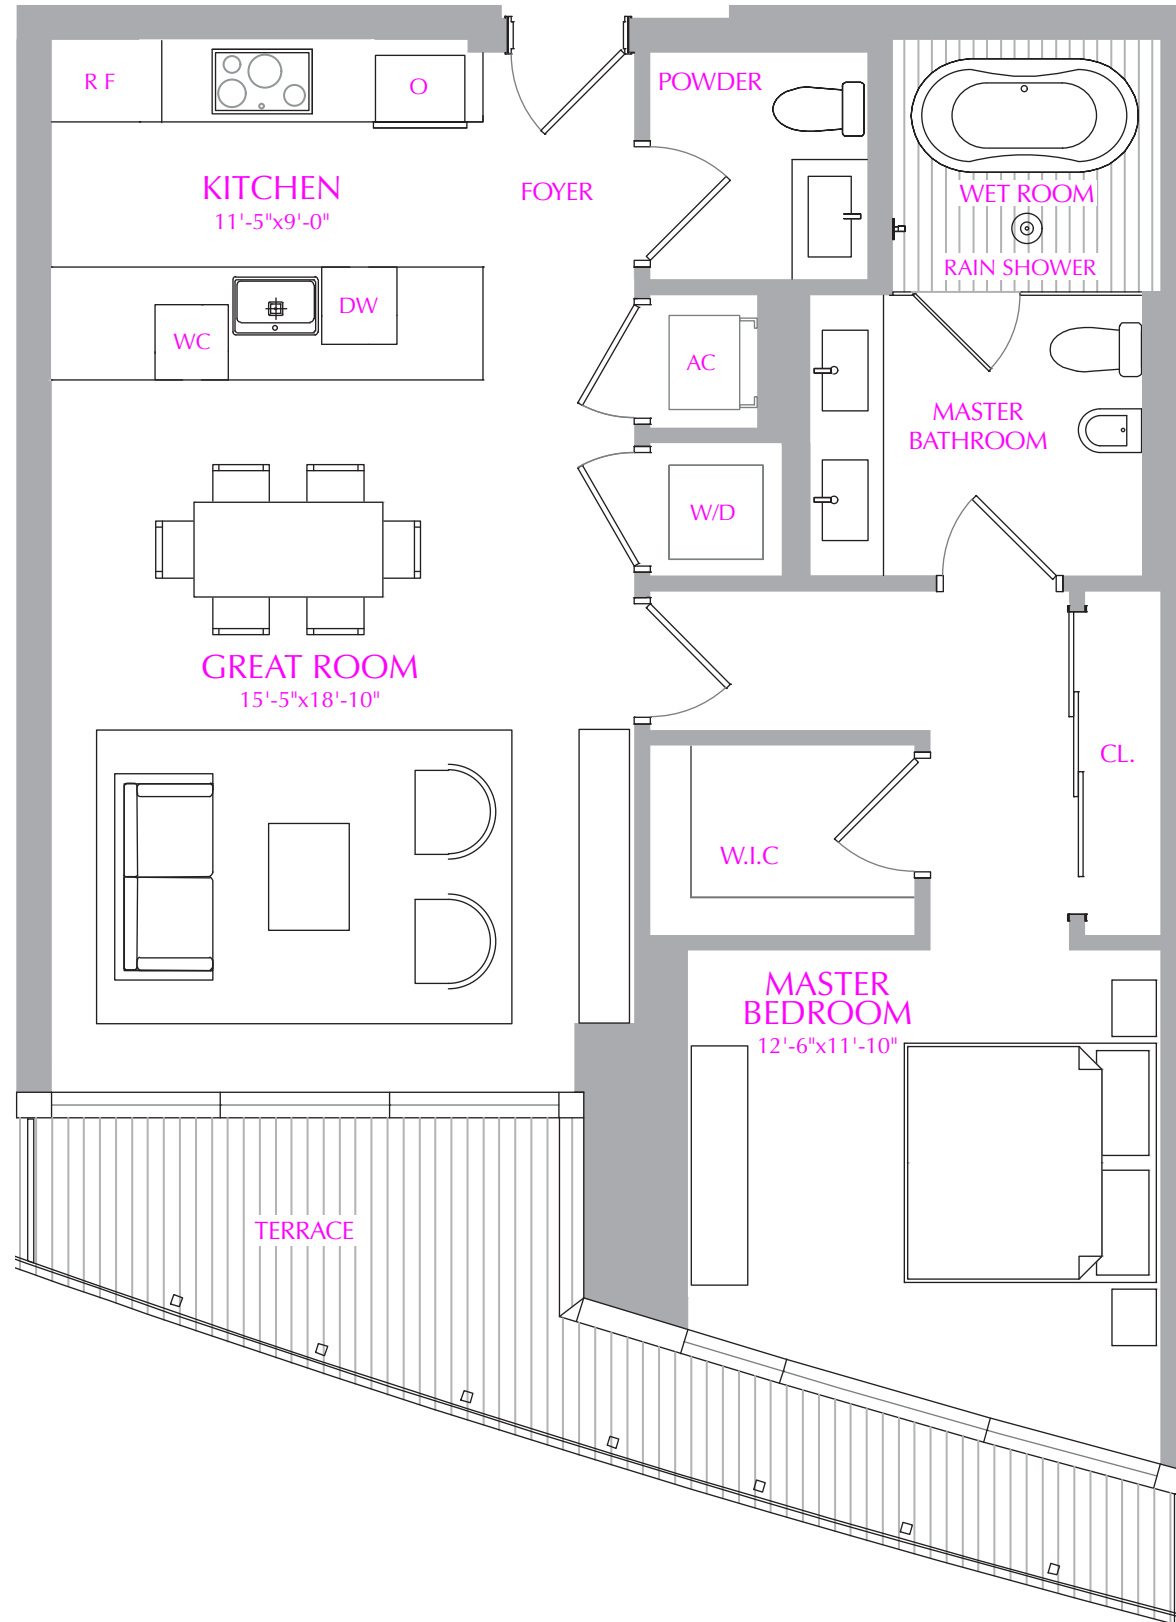 R F
O
POWDER
KITCHEN
11'-5"x9'-0"
FOYER
WET ROOM
RAIN SHOWER
WC
DW
AC
MASTER
BATHROOM
W/D
GREAT ROOM
15'-5"x18'-10"
CL.
W.I.C
MASTER
BEDROOM
12'-6"x11'-10"
TERRACE